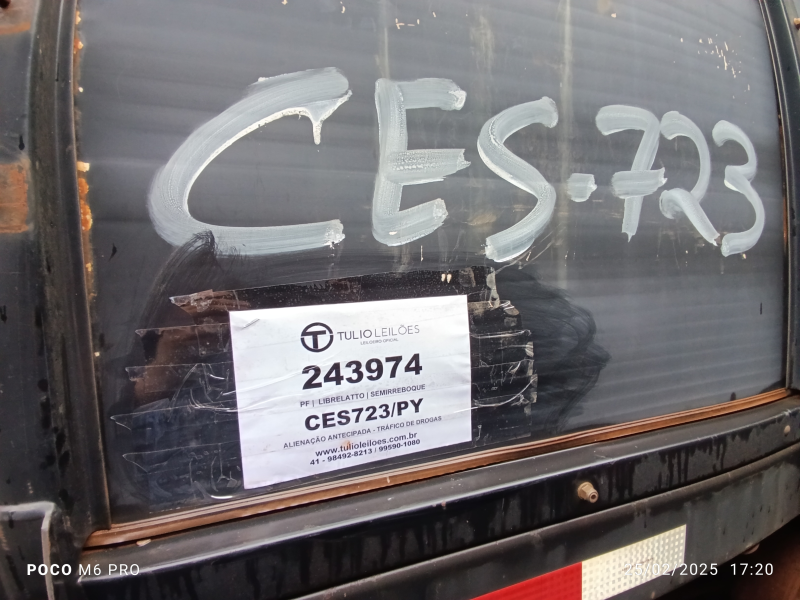 CES-723
TULIO LEILÕES
LEILOEIRO OFICIAL
243974
PF | LIBRELATTO | SEMIRREBOQUE
CES723/PY
ALIENAÇÃO ANTECIPADA - TRÁFICO DE DROGAS
www.tulioleiloes.com.br
41 - 98492-8213 / 99590-1080
POCO M6 PRO
25/02/2025 17:20